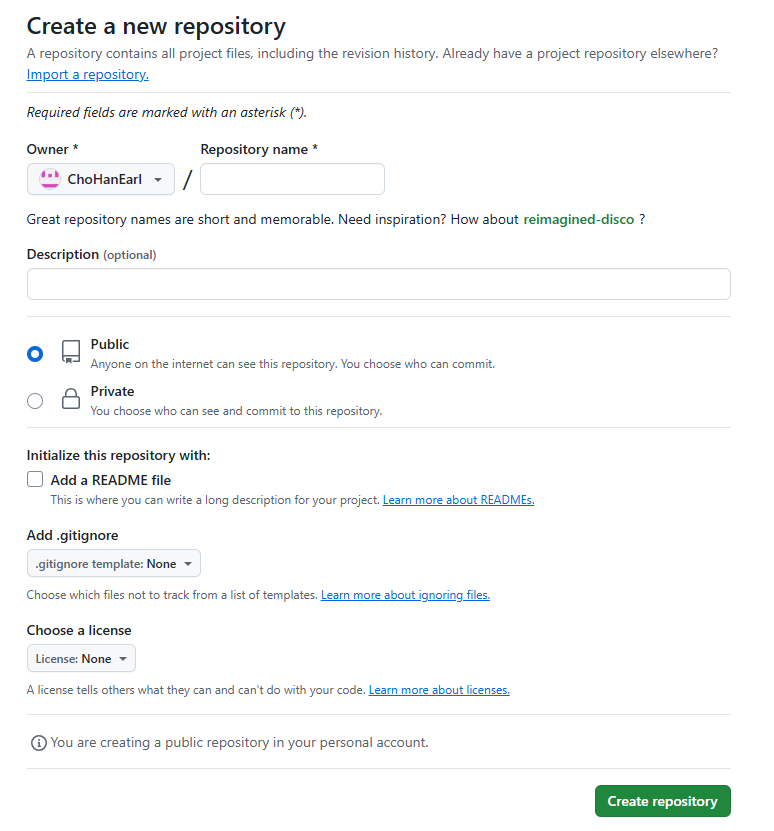 Create a new repository
A repository contains all project files, including the revision history. Already have a project repository elsewhere?
Import a repository.
Required fields are marked with an asterisk (*).
Owner *
Repository name *
ChoHanEarl
/
Great repository names are short and memorable. Need inspiration? How about reimagined-disco ?
Description (optional)
Public
Anyone on the internet can see this repository. You choose who can commit.
Private
You choose who can see and commit to this repository.
Initialize this repository with:
Add a README file
This is where you can write a long description for your project. Learn more about READMEs.
Add .gitignore
.gitignore template: None
Choose which files not to track from a list of templates. Learn more about ignoring files.
Choose a license
License: None
A license tells others what they can and can't do with your code. Learn more about licenses.
You are creating a public repository in your personal account.
Create repository